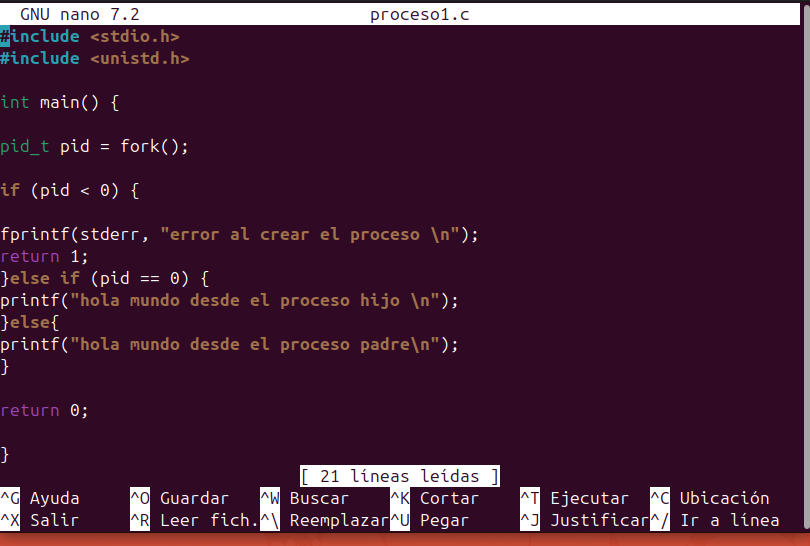 GNU nano 7.2 proceso1.c
#include <stdio.h>
#include <unistd.h>
int main() {
pid_t pid = fork();
if (pid < 0) {
fprintf(stderr, "error al crear el proceso \n");
return 1;
}else if (pid == 0) {
printf("hola mundo desde el proceso hijo \n");
}else{
printf("hola mundo desde el proceso padre\n");
}
return 0;
}
[ 21 líneas leídas ]
^G Ayuda ^O Guardar ^W Buscar ^K Cortar ^T Ejecutar ^C Ubicación
^X Salir ^R Leer fich. ^\ Reemplazar ^U Pegar ^J Justificar ^/ Ir a línea